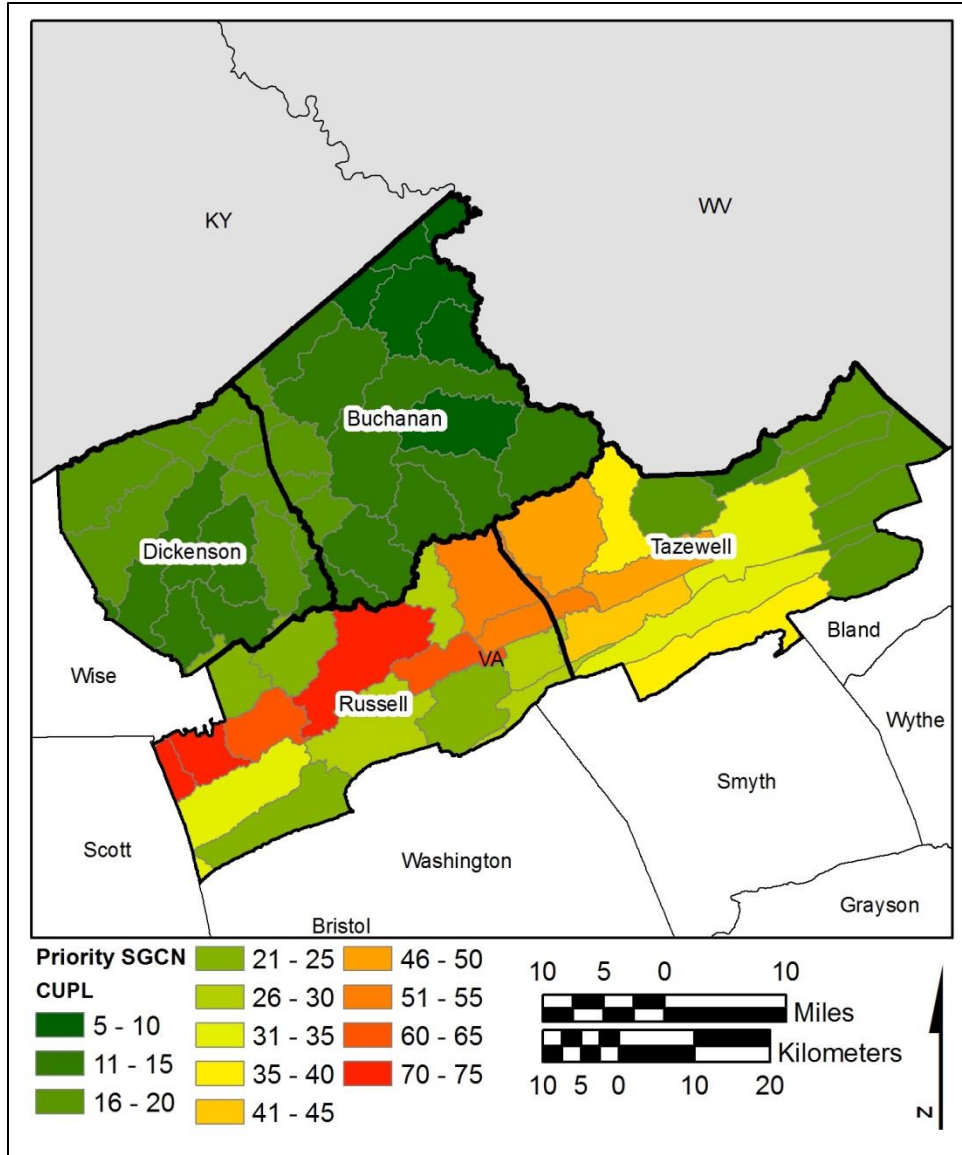 KY
WV
Buchanan
Dickenson
Tazewell
Wise
VA
Bland
Russell
Wythe
Smyth
Scott
Washington
Grayson
Bristol
Priority SGCN
CUPL
5 - 10
11 - 15
16 - 20
21 - 25
26 - 30
31 - 35
35 - 40
41 - 45
46 - 50
51 - 55
60 - 65
70 - 75
10 5 0 10
Miles
Kilometers
10 5 0 10 20
N